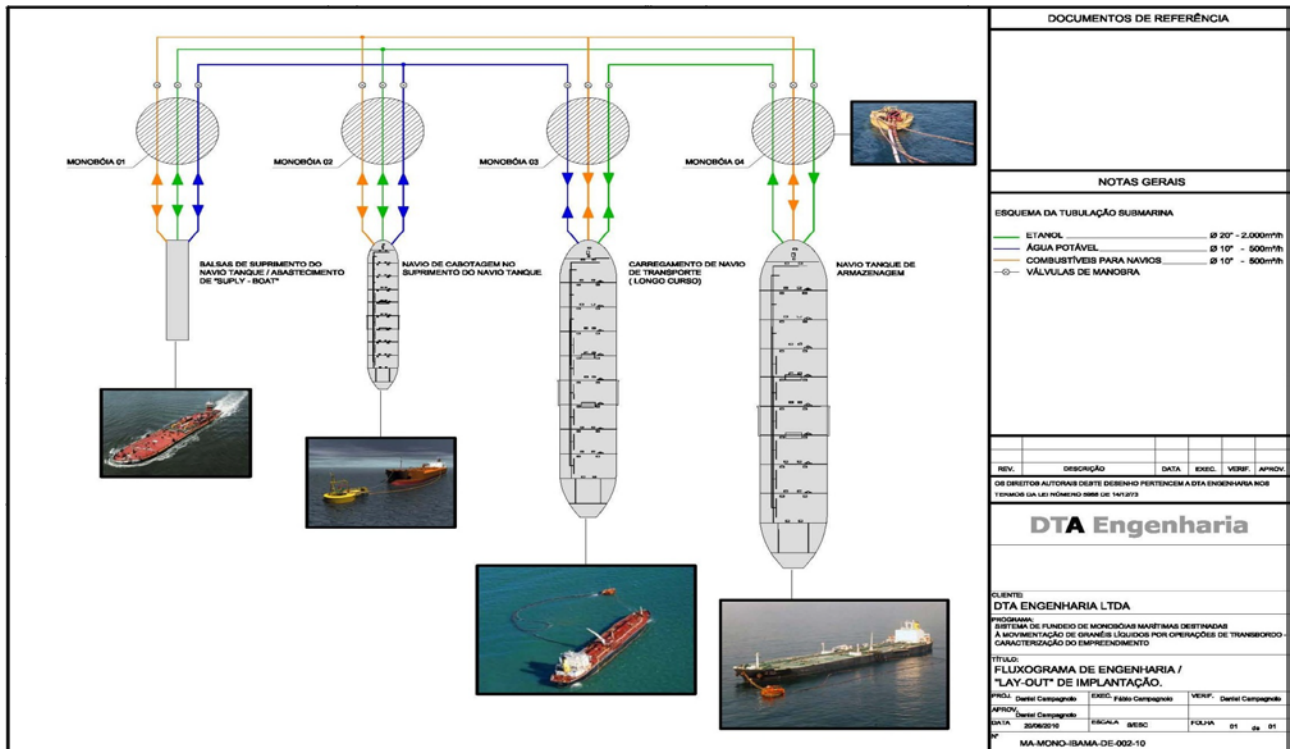 MONOBÓIA 01
MONOBÓIA 02
MONOBÓIA 03
MONOBÓIA 04
BALSAS DE SUPRIMENTO DO
NAVIO TANQUE / ABASTECIMENTO
DE "SUPLY - BOAT"
NAVIO DE CABOTAGEM NO
SUPRIMENTO DO NAVIO TANQUE
CARREGAMENTO DE NAVIO
DE TRANSPORTE
( LONGO CURSO)
NAVIO TANQUE DE
ARMAZENAGEM
DOCUMENTOS DE REFERÊNCIA
NOTAS GERAIS
ESQUEMA DA TUBULAÇÃO SUBMARINA
ETANOL Ø 20" - 2.000m³/h
ÁGUA POTÁVEL Ø 10" - 500m³/h
COMBUSTÍVEIS PARA NAVIOS Ø 10" - 500m³/h
VÁLVULAS DE MANOBRA
REV. DESCRIÇÃO DATA EXEC. VERIF. APROV.
OS DIREITOS AUTORAIS DESTE DESENHO PERTENCEM A DTA ENGENHARIA NOS
TERMOS DA LEI NÚMERO 5988 DE 14/12/73
DTA Engenharia
CLIENTE:
DTA ENGENHARIA LTDA
PROGRAMA:
SISTEMA DE FUNDEIO DE MONOBÓIAS MARÍTIMAS DESTINADAS
À MOVIMENTAÇÃO DE GRANÉIS LÍQUIDOS POR OPERAÇÕES DE TRANSBORDO -
CARACTERIZAÇÃO DO EMPREENDIMENTO
TÍTULO:
FLUXOGRAMA DE ENGENHARIA /
"LAY-OUT" DE IMPLANTAÇÃO.
PROJ. Daniel Campagnolo EXEC. Fábio Campagnolo VERIF. Daniel Campagnolo
APROV. Daniel Campagnolo
DATA 20/08/2010 ESCALA S/ESC FOLHA 01 de 01
Nº MA-MONO-IBAMA-DE-002-10